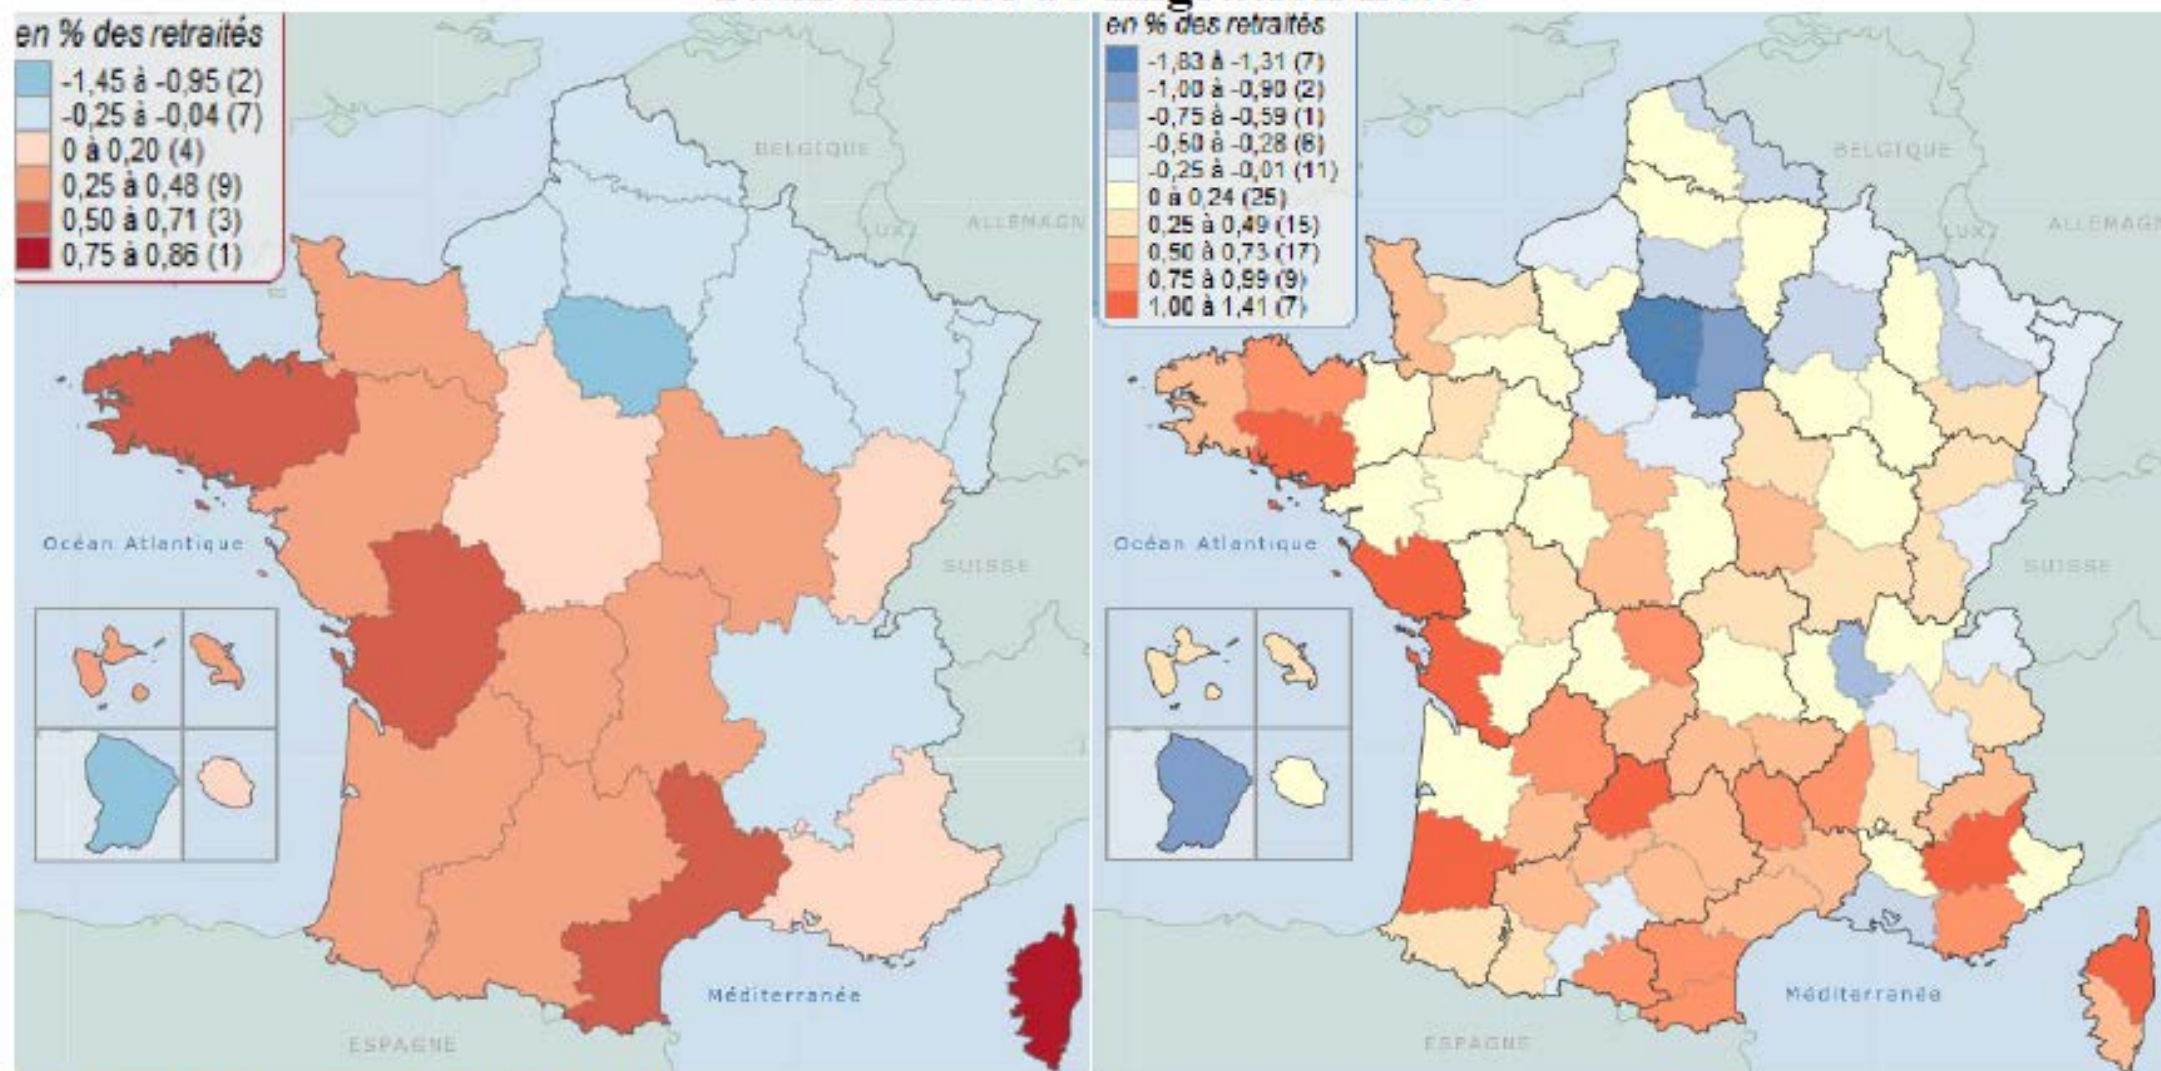 en % des retraités
-1,45 à -0,95 (2)
-0,25 à -0,04 (7)
0 à 0,20 (4)
0,25 à 0,48 (9)
0,50 à 0,71 (3)
0,75 à 0,86 (1)
BELGIQUE
LUX.
ALLEMAGN
Océan Atlantique
SUISSE
Méditerranée
ESPAGNE
en % des retraités
-1,83 à -1,31 (7)
-1,00 à -0,90 (2)
-0,75 à -0,59 (1)
-0,50 à -0,28 (6)
-0,25 à -0,01 (11)
0 à 0,24 (25)
0,25 à 0,49 (15)
0,50 à 0,73 (17)
0,75 à 0,99 (9)
1,00 à 1,41 (7)
BELGIQUE
LUX.
ALLEMAG
Océan Atlantique
SUISSE
Méditerranée
ESPAGNE